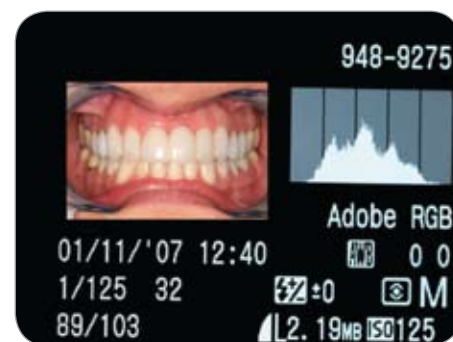 948-9275
Adobe RGB
01/11/'07 12:40 0 0
1/125 32 ±0 M
89/103 L2.19MB ISO125